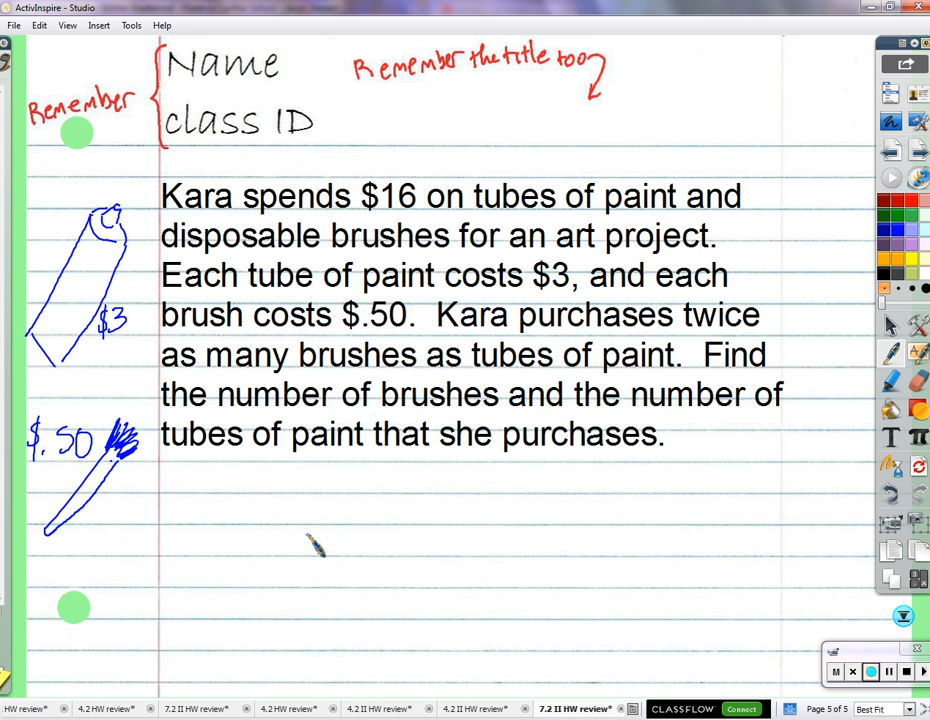 ActivInspire - Studio
File Edit View Insert Tools Help
Name
Remember the title too
Remember
class ID
Kara spends $16 on tubes of paint and
disposable brushes for an art project.
Each tube of paint costs $3, and each
$3
brush costs $.50.  Kara purchases twice
as many brushes as tubes of paint.  Find
the number of brushes and the number of
$.50
tubes of paint that she purchases.
M
HW review* 4.2 HW review* 7.2 II HW review* 4.2 HW review* 4.2 II HW review* 4.2 II HW review* 7.2 II HW review* CLASSFLOW Connect Page 5 of 5 Best Fit